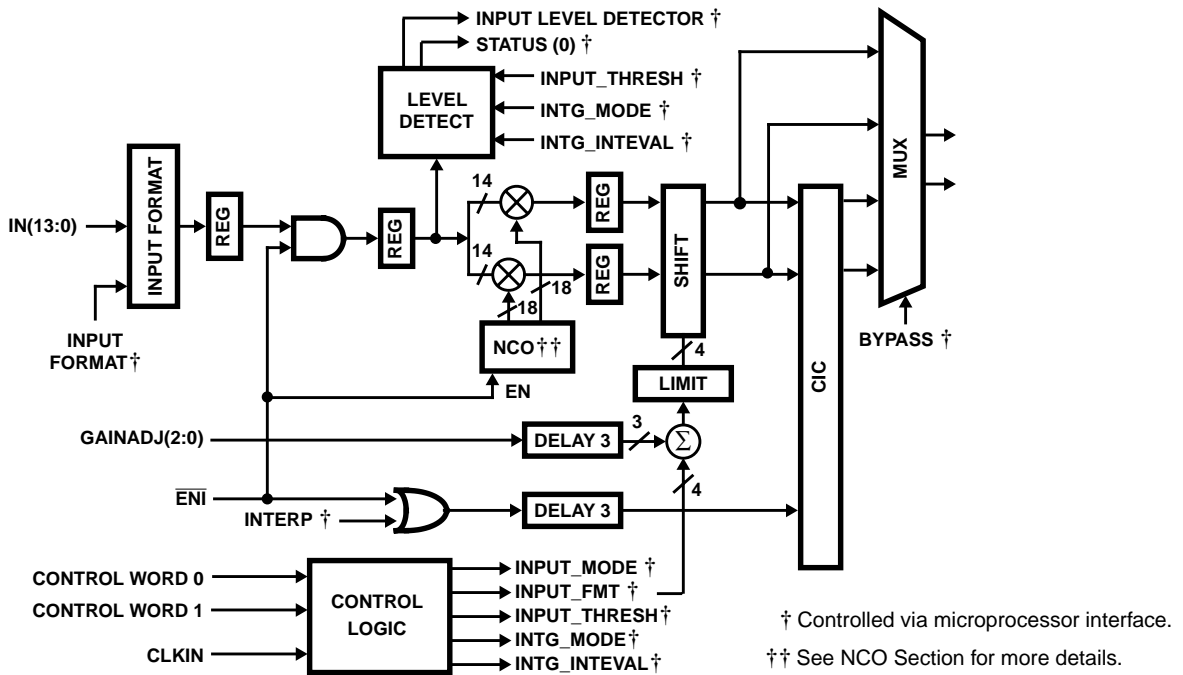 INPUT LEVEL DETECTOR †
STATUS (0) †
LEVEL
DETECT
INPUT_THRESH †
INTG_MODE †
INTG_INTEVAL †
MUX
IN(13:0)
INPUT FORMAT
REG
REG
14
14
REG
REG
SHIFT
18
18
INPUT
FORMAT†
NCO††
EN
4
LIMIT
BYPASS †
CIC
GAINADJ(2:0)
DELAY 3
3
Σ
4
E̅N̅I̅
INTERP †
DELAY 3
CONTROL WORD 0
CONTROL WORD 1
CLKIN
CONTROL
LOGIC
INPUT_MODE †
INPUT_FMT †
INPUT_THRESH†
INTG_MODE†
INTG_INTEVAL†
† Controlled via microprocessor interface.
†† See NCO Section for more details.